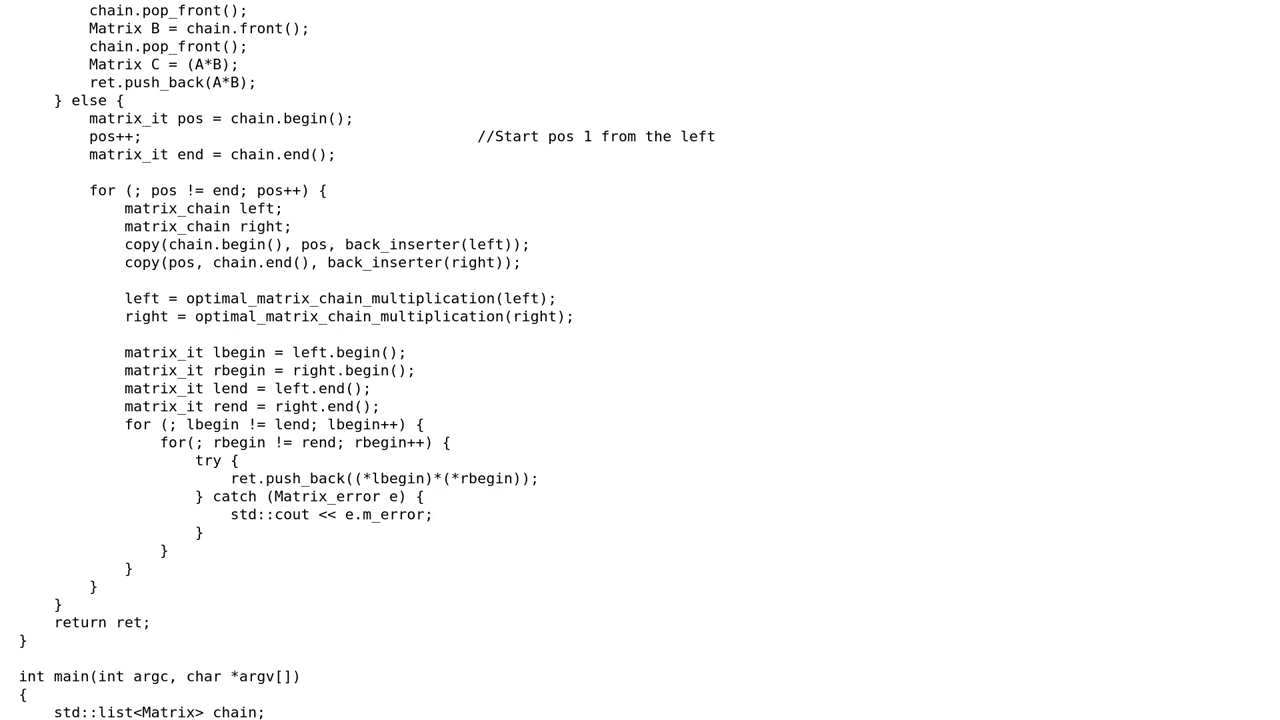 chain.pop_front();
Matrix B = chain.front();
chain.pop_front();
Matrix C = (A*B);
ret.push_back(A*B);
} else {
matrix_it pos = chain.begin();
pos++; //Start pos 1 from the left
matrix_it end = chain.end();
for (; pos != end; pos++) {
matrix_chain left;
matrix_chain right;
copy(chain.begin(), pos, back_inserter(left));
copy(pos, chain.end(), back_inserter(right));
left = optimal_matrix_chain_multiplication(left);
right = optimal_matrix_chain_multiplication(right);
matrix_it lbegin = left.begin();
matrix_it rbegin = right.begin();
matrix_it lend = left.end();
matrix_it rend = right.end();
for (; lbegin != lend; lbegin++) {
for(; rbegin != rend; rbegin++) {
try {
ret.push_back((*lbegin)*(*rbegin));
} catch (Matrix_error e) {
std::cout << e.m_error;
}
}
}
}
}
return ret;
}
int main(int argc, char *argv[])
{
std::list<Matrix> chain;